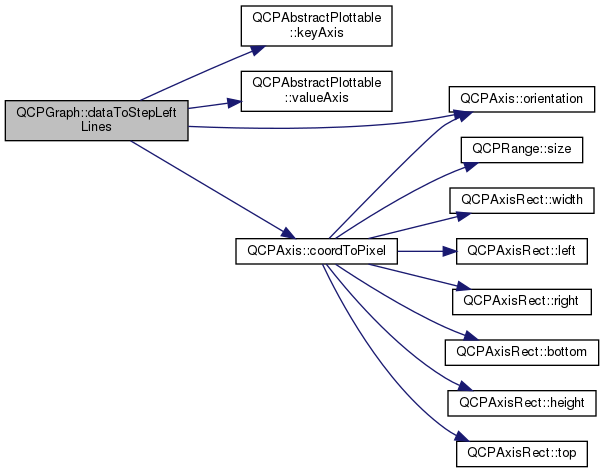 QCPAbstractPlottable
::keyAxis
QCPAbstractPlottable
::valueAxis
QCPGraph::dataToStepLeft
Lines
QCPAxis::orientation
QCPRange::size
QCPAxisRect::width
QCPAxis::coordToPixel
QCPAxisRect::left
QCPAxisRect::right
QCPAxisRect::bottom
QCPAxisRect::height
QCPAxisRect::top